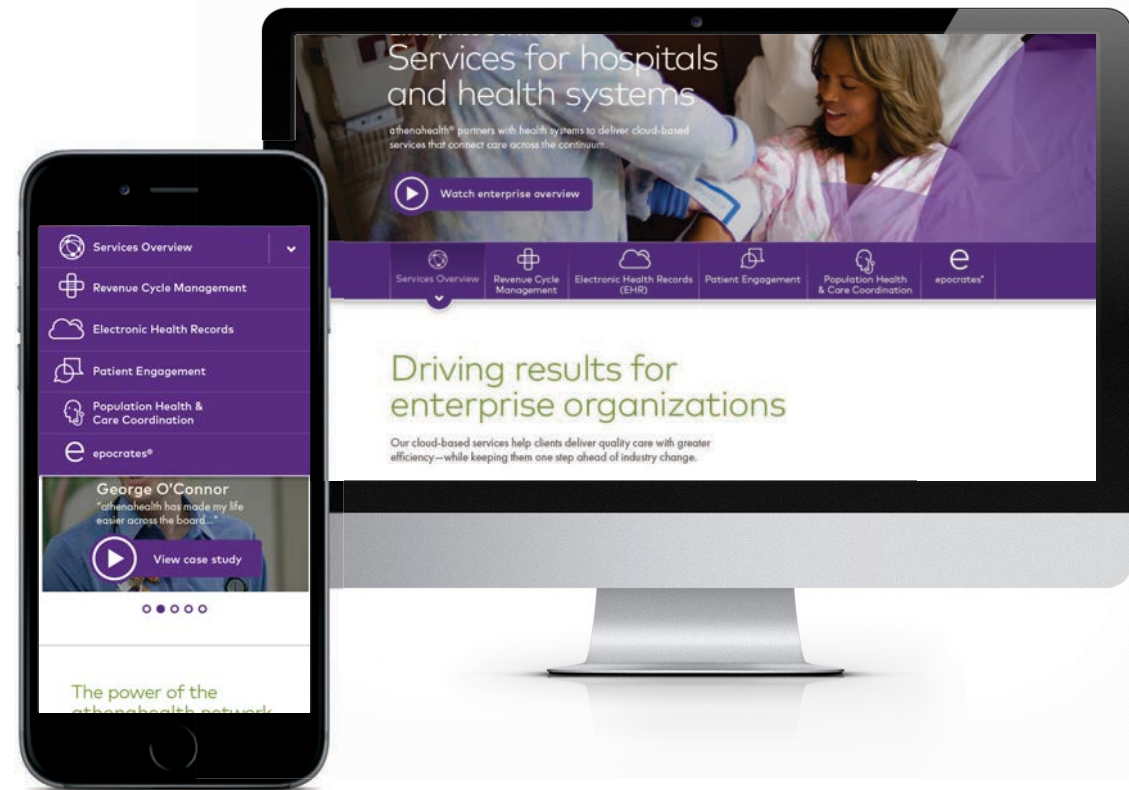 Services for hospitals
and health systems
athenahealth® partners with health systems to deliver cloud-based
services that connect care across the continuum.
Watch enterprise overview
Services Overview
Revenue Cycle
Management
Electronic Health Records
(EHR)
Patient Engagement
Population Health
& Care Coordination
e
epocrates®
Driving results for
enterprise organizations
Our cloud-based services help clients deliver quality care with greater
efficiency—while keeping them one step ahead of industry change.
Services Overview
Revenue Cycle Management
Electronic Health Records
Patient Engagement
Population Health &
Care Coordination
e epocrates®
George O'Connor
"athenahealth has made my life
easier across the board..."
View case study
The power of the
athenahealth network